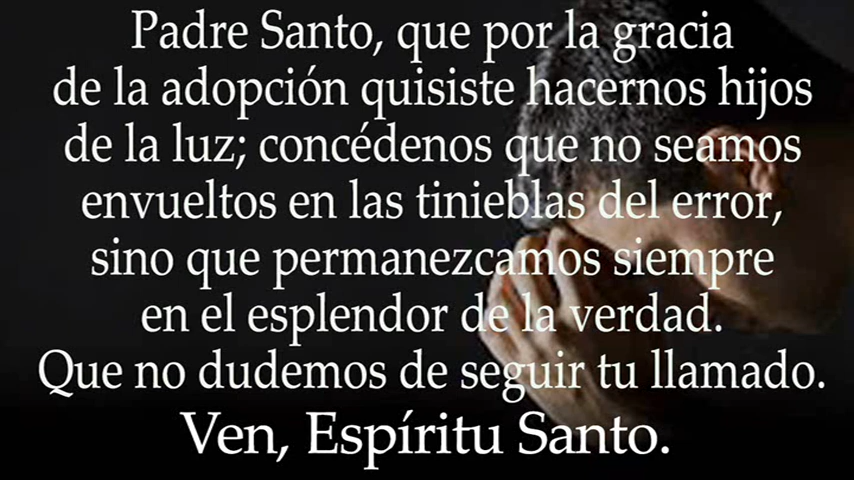 Padre Santo, que por la gracia
de la adopción quisiste hacernos hijos
de la luz; concédenos que no seamos
envueltos en las tinieblas del error,
sino que permanezcamos siempre
en el esplendor de la verdad.
Que no dudemos de seguir tu llamado.
Ven, Espíritu Santo.